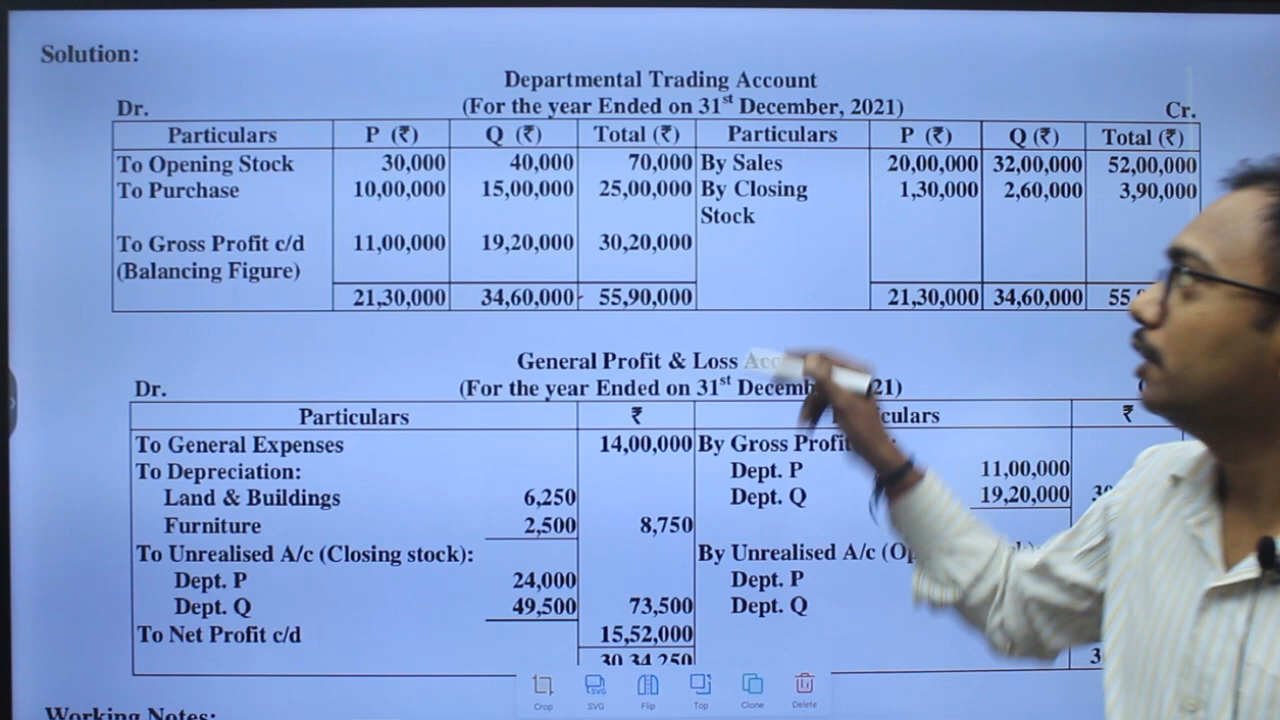 Solution:
Departmental Trading Account
Dr. (For the year Ended on 31st December, 2021) Cr.
Particulars P (₹) Q (₹) Total (₹) Particulars P (₹) Q (₹) Total (₹)
To Opening Stock 30,000 40,000 70,000 By Sales 20,00,000 32,00,000 52,00,000
To Purchase 10,00,000 15,00,000 25,00,000 By Closing 1,30,000 2,60,000 3,90,000
Stock
To Gross Profit c/d 11,00,000 19,20,000 30,20,000
(Balancing Figure)
21,30,000 34,60,000 55,90,000 21,30,000 34,60,000
General Profit & Loss
Dr. (For the year Ended on 31st
Particulars ₹ ₹
To General Expenses 14,00,000 By Gross Profit
To Depreciation: Dept. P 11,00,000
Land & Buildings 6,250 Dept. Q 19,20,000
Furniture 2,500 8,750
To Unrealised A/c (Closing stock): By Unrealised A/c
Dept. P 24,000 Dept. P
Dept. Q 49,500 73,500 Dept. Q
To Net Profit c/d 15,52,000
30,34,250
Crop SVG Flip Top Clone Delete
Working Notes: